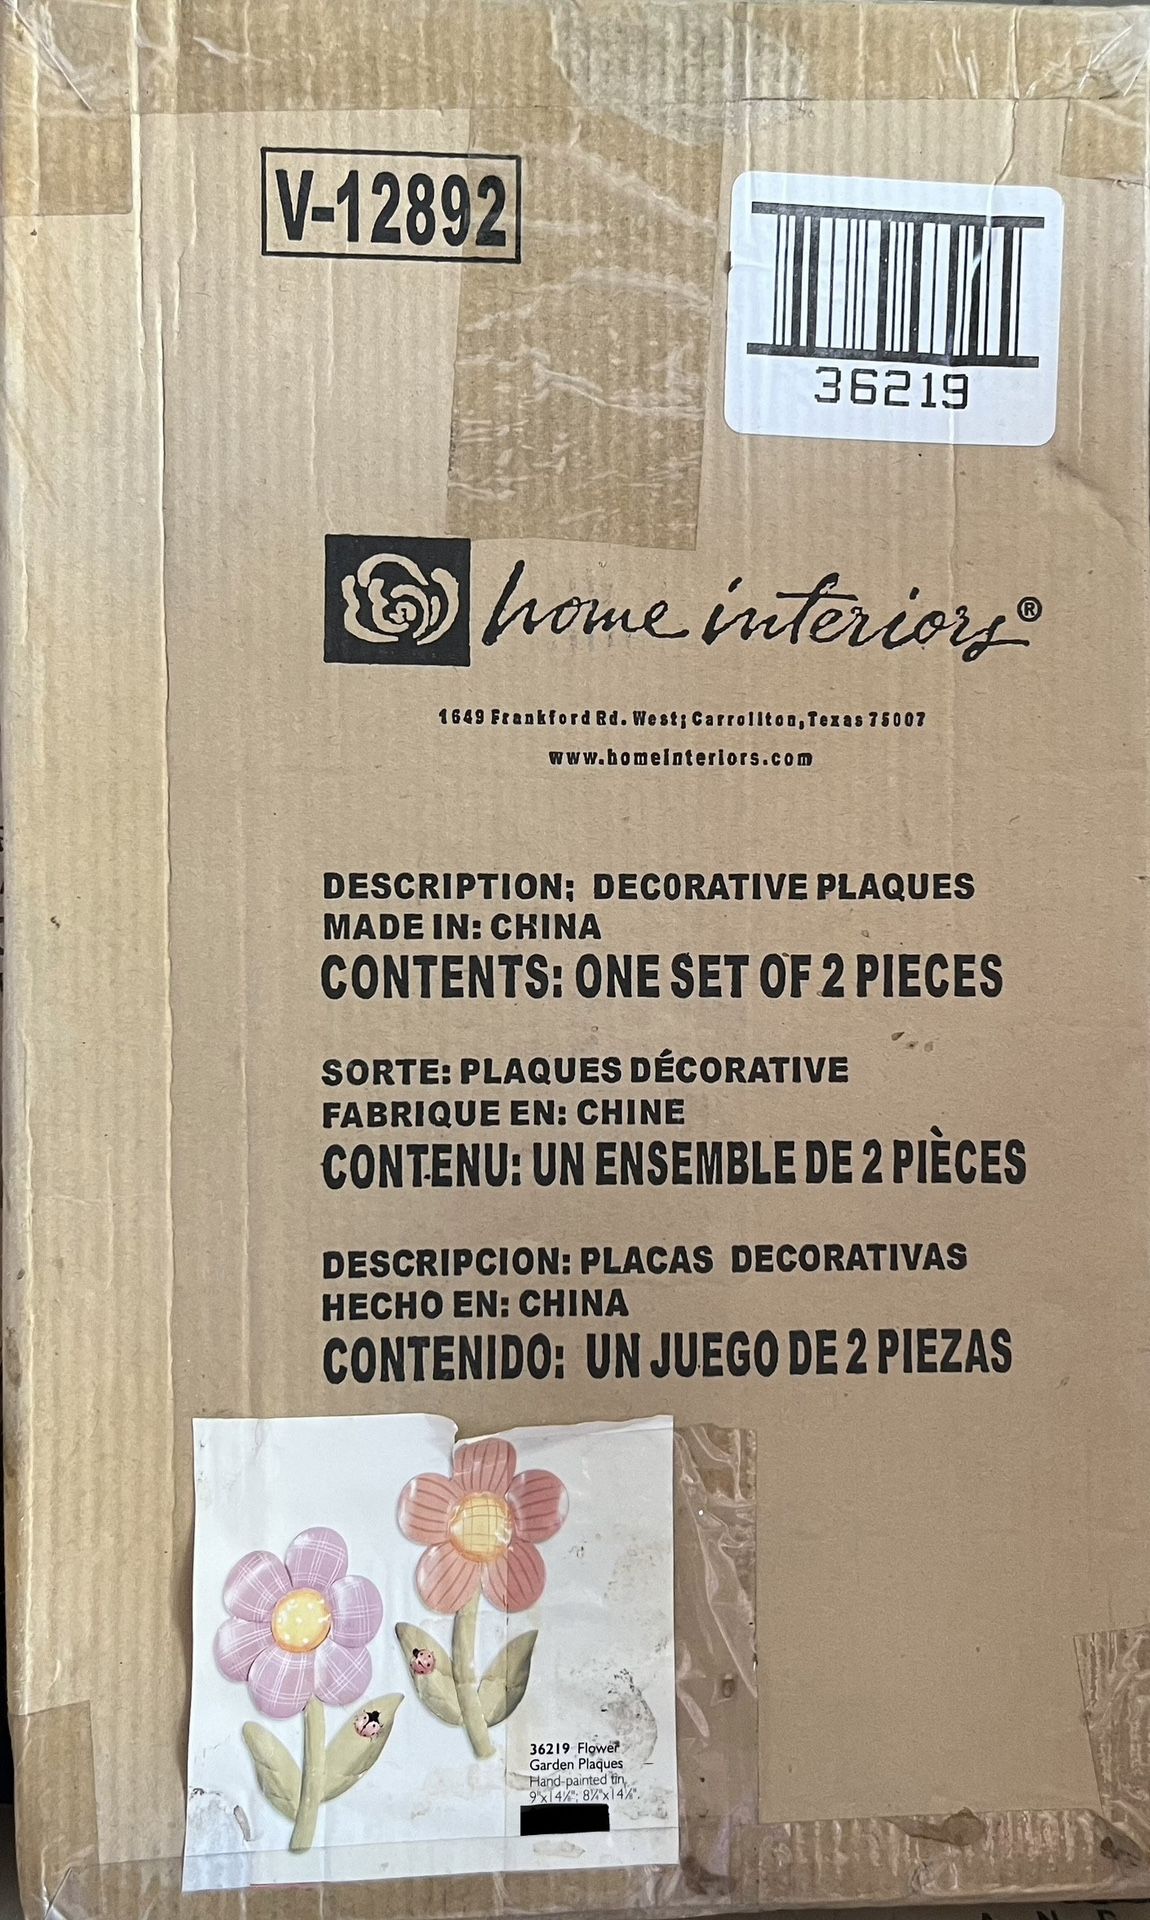 V-12892
36219
home interiors®
1649 Frankford Rd. West; Carrollton, Texas 75007
www.homeinteriors.com
DESCRIPTION; DECORATIVE PLAQUES
MADE IN: CHINA
CONTENTS: ONE SET OF 2 PIECES
SORTE: PLAQUES DÉCORATIVE
FABRIQUE EN: CHINE
CONTENU: UN ENSEMBLE DE 2 PIÈCES
DESCRIPCION: PLACAS DECORATIVAS
HECHO EN: CHINA
CONTENIDO: UN JUEGO DE 2 PIEZAS
36219 Flower
Garden Plaques
Hand-painted tin,